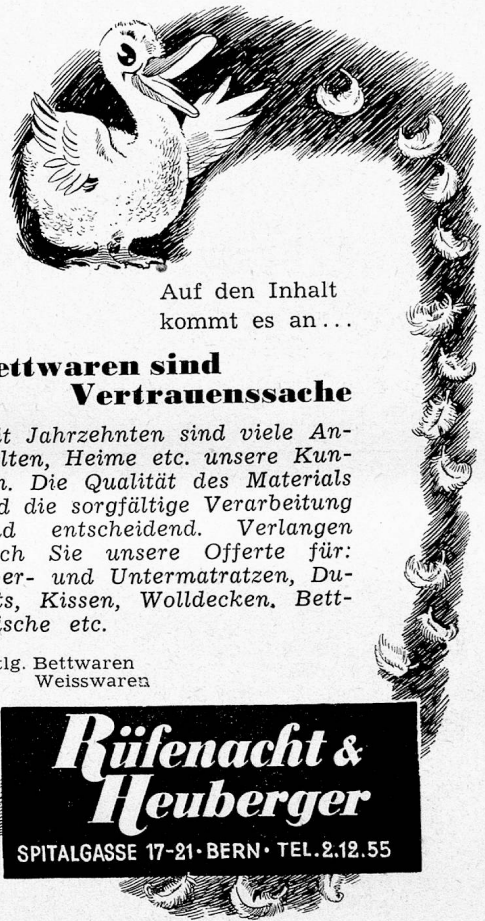 Auf den Inhalt
kommt es an ...
ettwaren sind
Vertrauenssache
t Jahrzehnten sind viele An-
lten, Heime etc. unsere Kun-
n. Die Qualität des Materials
d die sorgfältige Verarbeitung
nd entscheidend. Verlangen
ch Sie unsere Offerte für:
er- und Untermatratzen, Du-
ts, Kissen, Wolldecken, Bett-
ische etc.
tlg. Bettwaren
Weisswaren
Rüfenacht &
Heuberger
SPITALGASSE 17-21 · BERN · TEL. 2.12.55